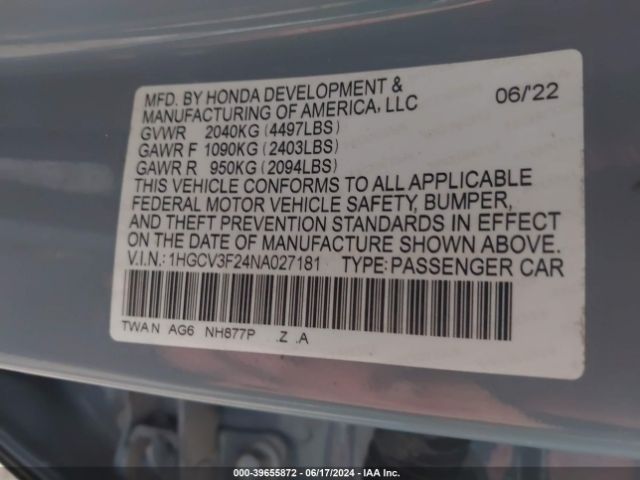 MFD. BY HONDA DEVELOPMENT & 06/'22
MANUFACTURING OF AMERICA, LLC
GVWR 2040KG (4497LBS)
GAWR F 1090KG (2403LBS)
GAWR R 950KG (2094LBS)
THIS VEHICLE CONFORMS TO ALL APPLICABLE
FEDERAL MOTOR VEHICLE SAFETY, BUMPER,
AND THEFT PREVENTION STANDARDS IN EFFECT
ON THE DATE OF MANUFACTURE SHOWN ABOVE.
V.I.N.: 1HGCV3F24NA027181 TYPE: PASSENGER CAR
TWA N AG6 NH877P .Z .A
000-39655872 / 06/17/2024 - IAA Inc.